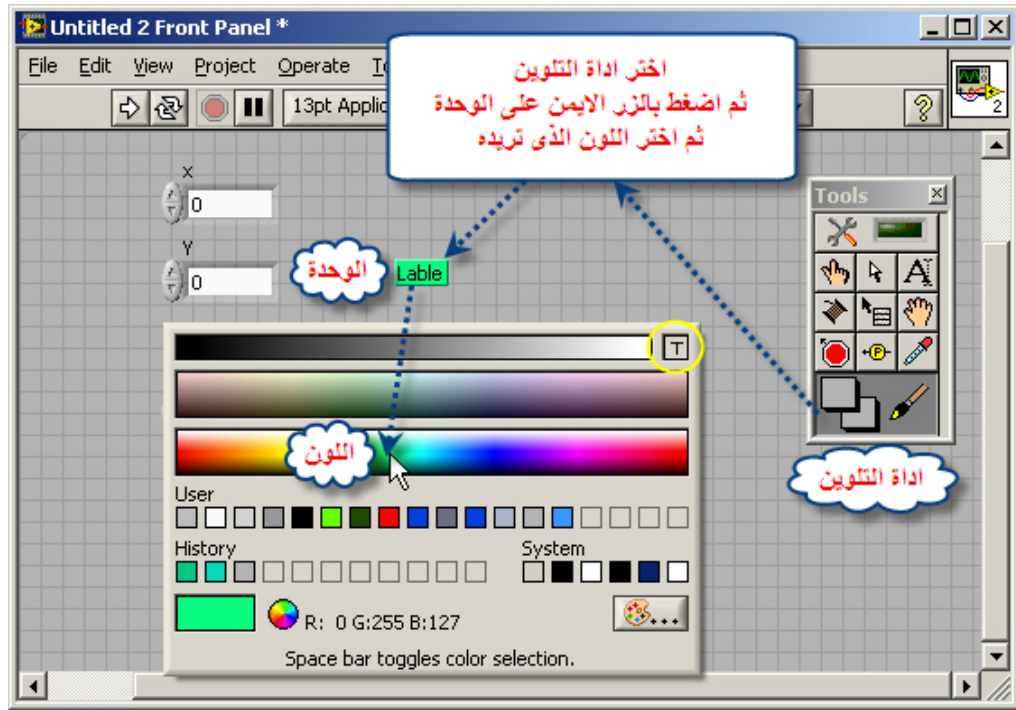 Untitled 2 Front Panel *
File Edit View Project Operate
13pt
2
اختر اداة التلوين
ثم اضغط بالزر الايمن على الوحدة
ثم اختر اللون الذى تريده
Tools
X
0
Y
0
الوحدة
Lable
T
اللون
اداة التلوين
User
History
System
R: 0 G:255 B:127
Space bar toggles color selection.